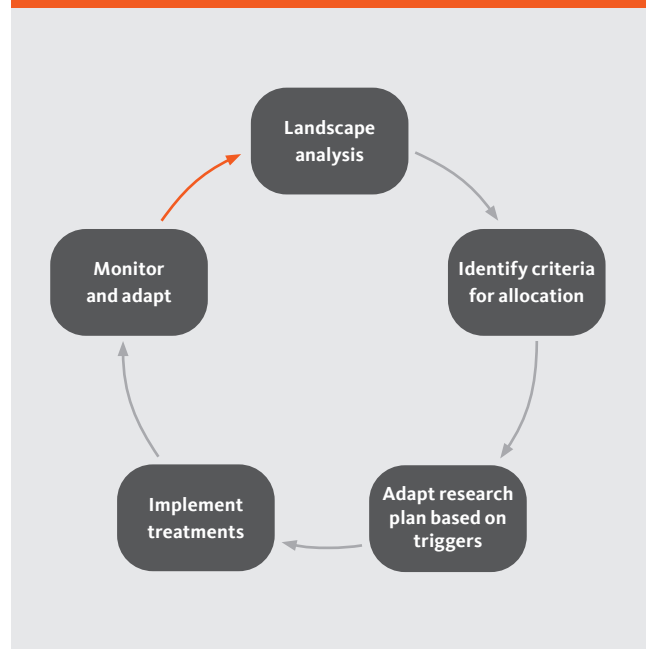 Landscape
analysis
Identify criteria
for allocation
Adapt research
plan based on
triggers
Implement
treatments
Monitor
and adapt